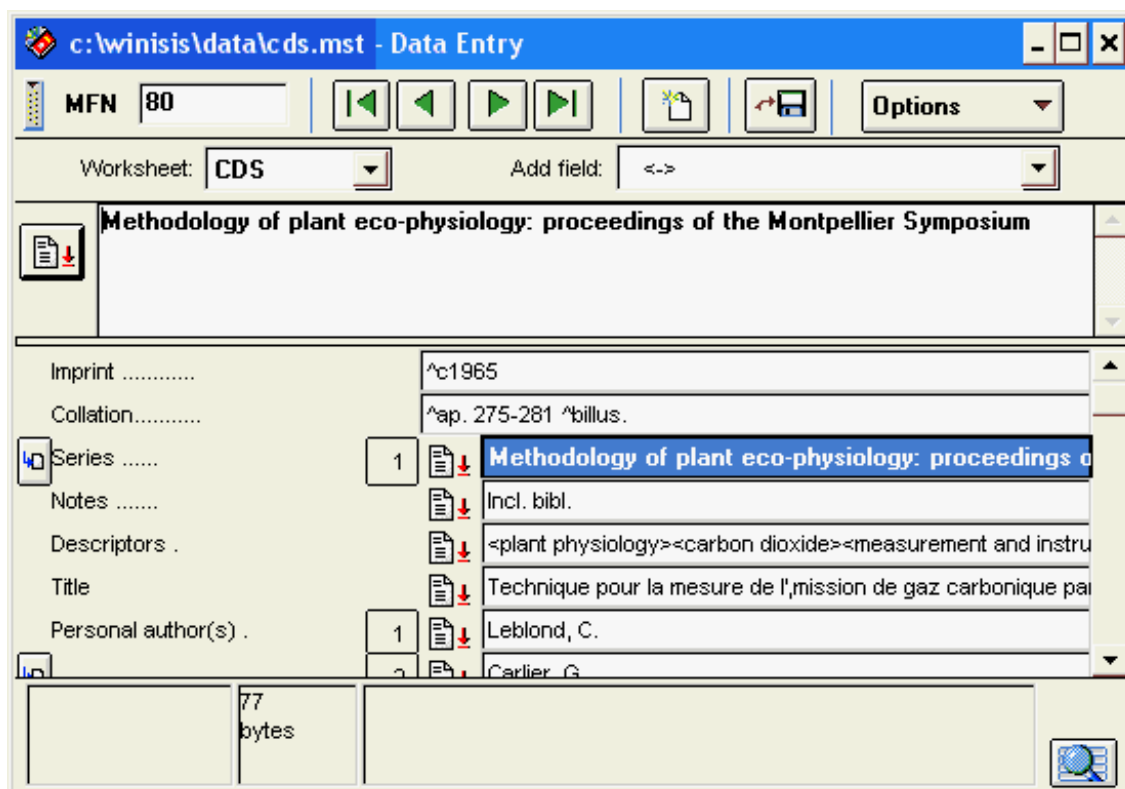 c:\winisis\data\cds.mst - Data Entry
MFN 80 Options
Worksheet: CDS Add field: <->
Methodology of plant eco-physiology: proceedings of the Montpellier Symposium
Imprint ............ ^c1965
Collation........... ^ap. 275-281 ^billus.
Series ...... 1 Methodology of plant eco-physiology: proceedings o
Notes ....... Incl. bibl.
Descriptors . <plant physiology><carbon dioxide><measurement and instru
Title Technique pour la mesure de l',mission de gaz carbonique pa
Personal author(s) . 1 Leblond, C.
2 Carlier, G
77
bytes